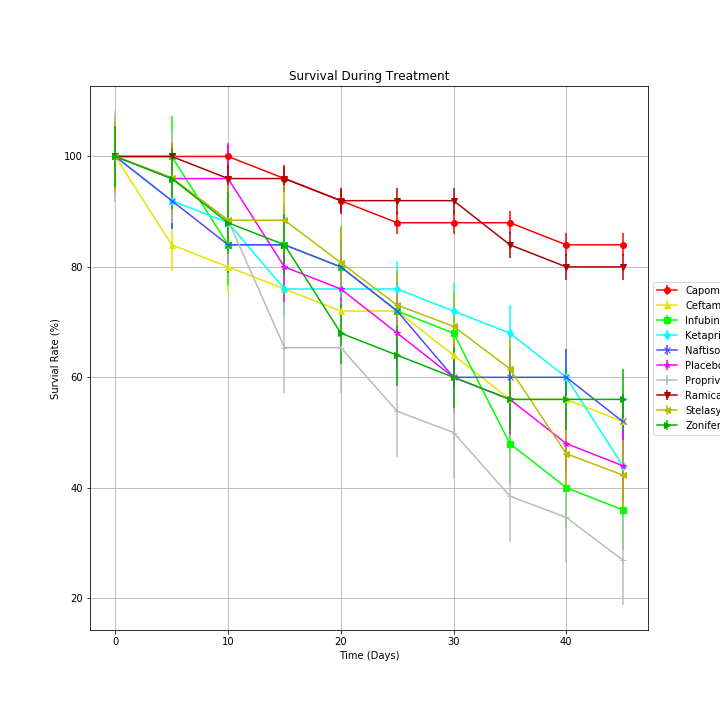 Survival During Treatment
Survial Rate (%)
100
80
60
40
20
0
10
20
30
40
Time (Days)
Capom
Ceftam
Infubin
Ketapri
Naftiso
Placebo
Propriv
Ramica
Stelasy
Zonifer